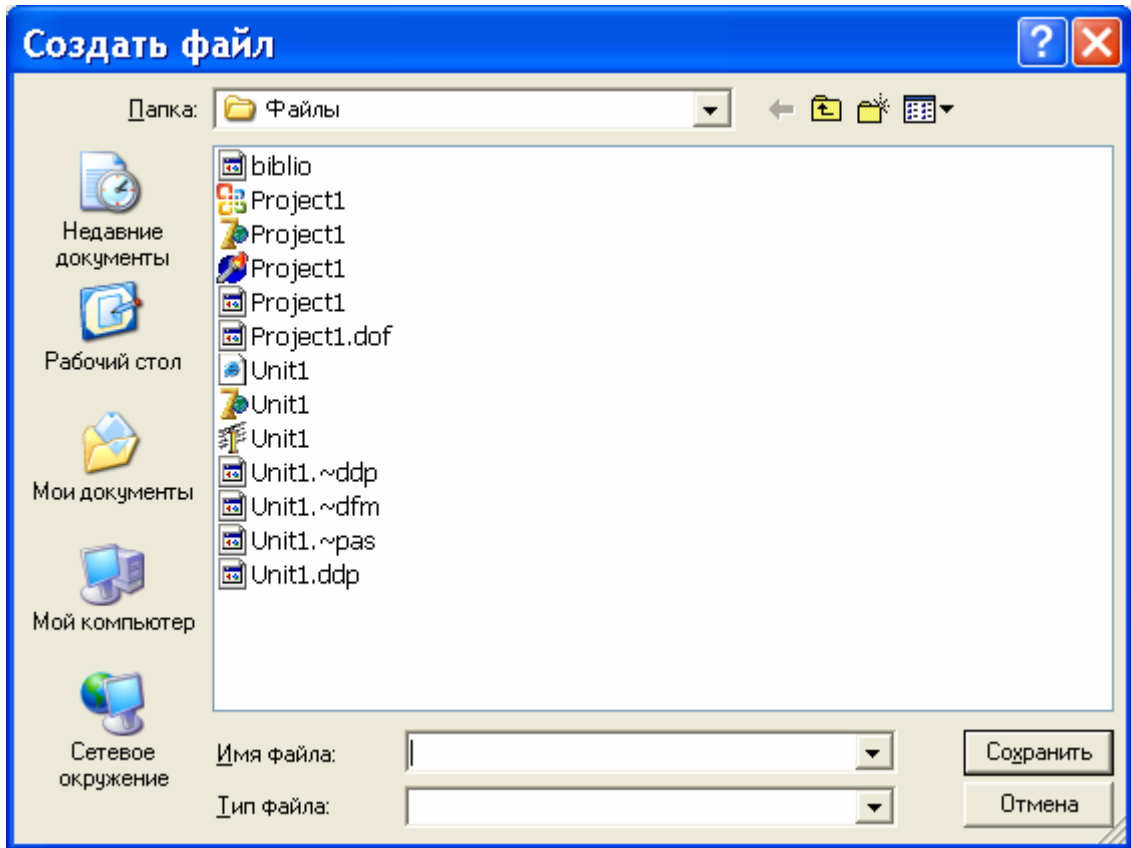 Создать файл
Папка:
Файлы
biblio
Project1
Project1
Project1
Project1
Project1.dof
Unit1
Unit1
Unit1
Unit1.~ddp
Unit1.~dfm
Unit1.~pas
Unit1.ddp
Недавние
документы
Рабочий стол
Мои документы
Мой компьютер
Сетевое
окружение
Имя файла:
Сохранить
Тип файла:
Отмена